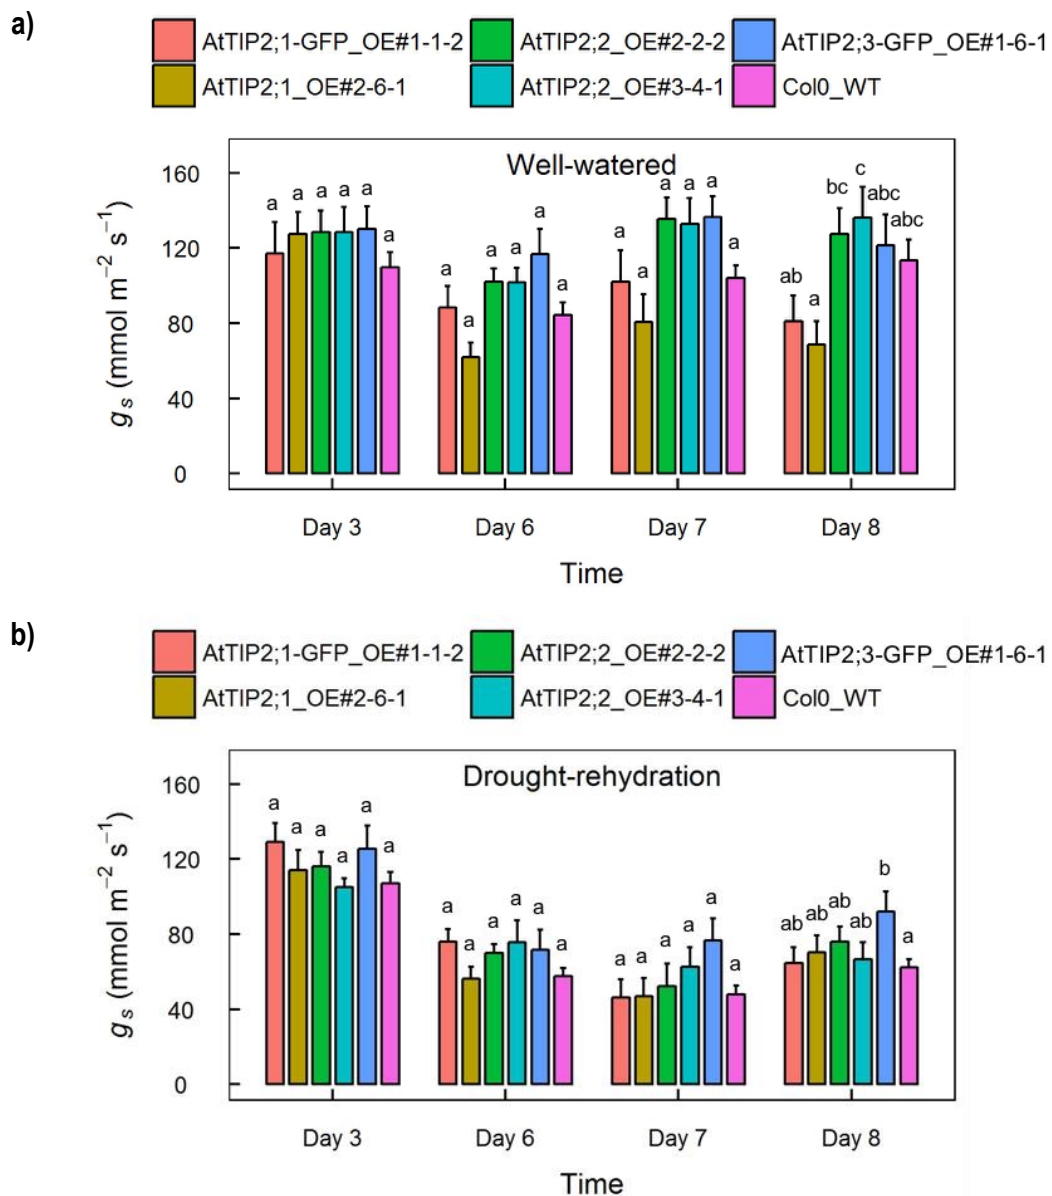 a)
AtTIP2;1-GFP_OE#1-1-2 AtTIP2;2_OE#2-2-2 AtTIP2;3-GFP_OE#1-6-1
AtTIP2;1_OE#2-6-1 AtTIP2;2_OE#3-4-1 Col0_WT
Well-watered
gs (mmol m−2 s−1)
160
120
80
40
0
a a a a a a
a a a a a a
a a a a a a
ab a bc c abc abc
Day 3 Day 6 Day 7 Day 8
Time
b)
AtTIP2;1-GFP_OE#1-1-2 AtTIP2;2_OE#2-2-2 AtTIP2;3-GFP_OE#1-6-1
AtTIP2;1_OE#2-6-1 AtTIP2;2_OE#3-4-1 Col0_WT
Drought-rehydration
gs (mmol m−2 s−1)
160
120
80
40
0
a a a a a a
a a a a a a
a a a a a a
ab ab ab ab b a
Day 3 Day 6 Day 7 Day 8
Time